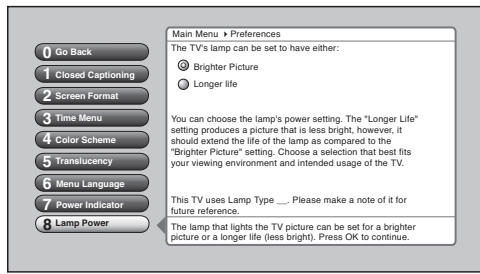 Main Menu ▸ Preferences
0 Go Back
1 Closed Captioning
2 Screen Format
3 Time Menu
4 Color Scheme
5 Translucency
6 Menu Language
7 Power Indicator
8 Lamp Power
The TV's lamp can be set to have either:
Brighter Picture
Longer life
You can choose the lamp's power setting. The "Longer Life"
setting produces a picture that is less bright, however, it
should extend the life of the lamp as compared to the
"Brighter Picture" setting. Choose a selection that best fits
your viewing environment and intended usage of the TV.
This TV uses Lamp Type __. Please make a note of it for
future reference.
The lamp that lights the TV picture can be set for a brighter
picture or a longer life (less bright). Press OK to continue.